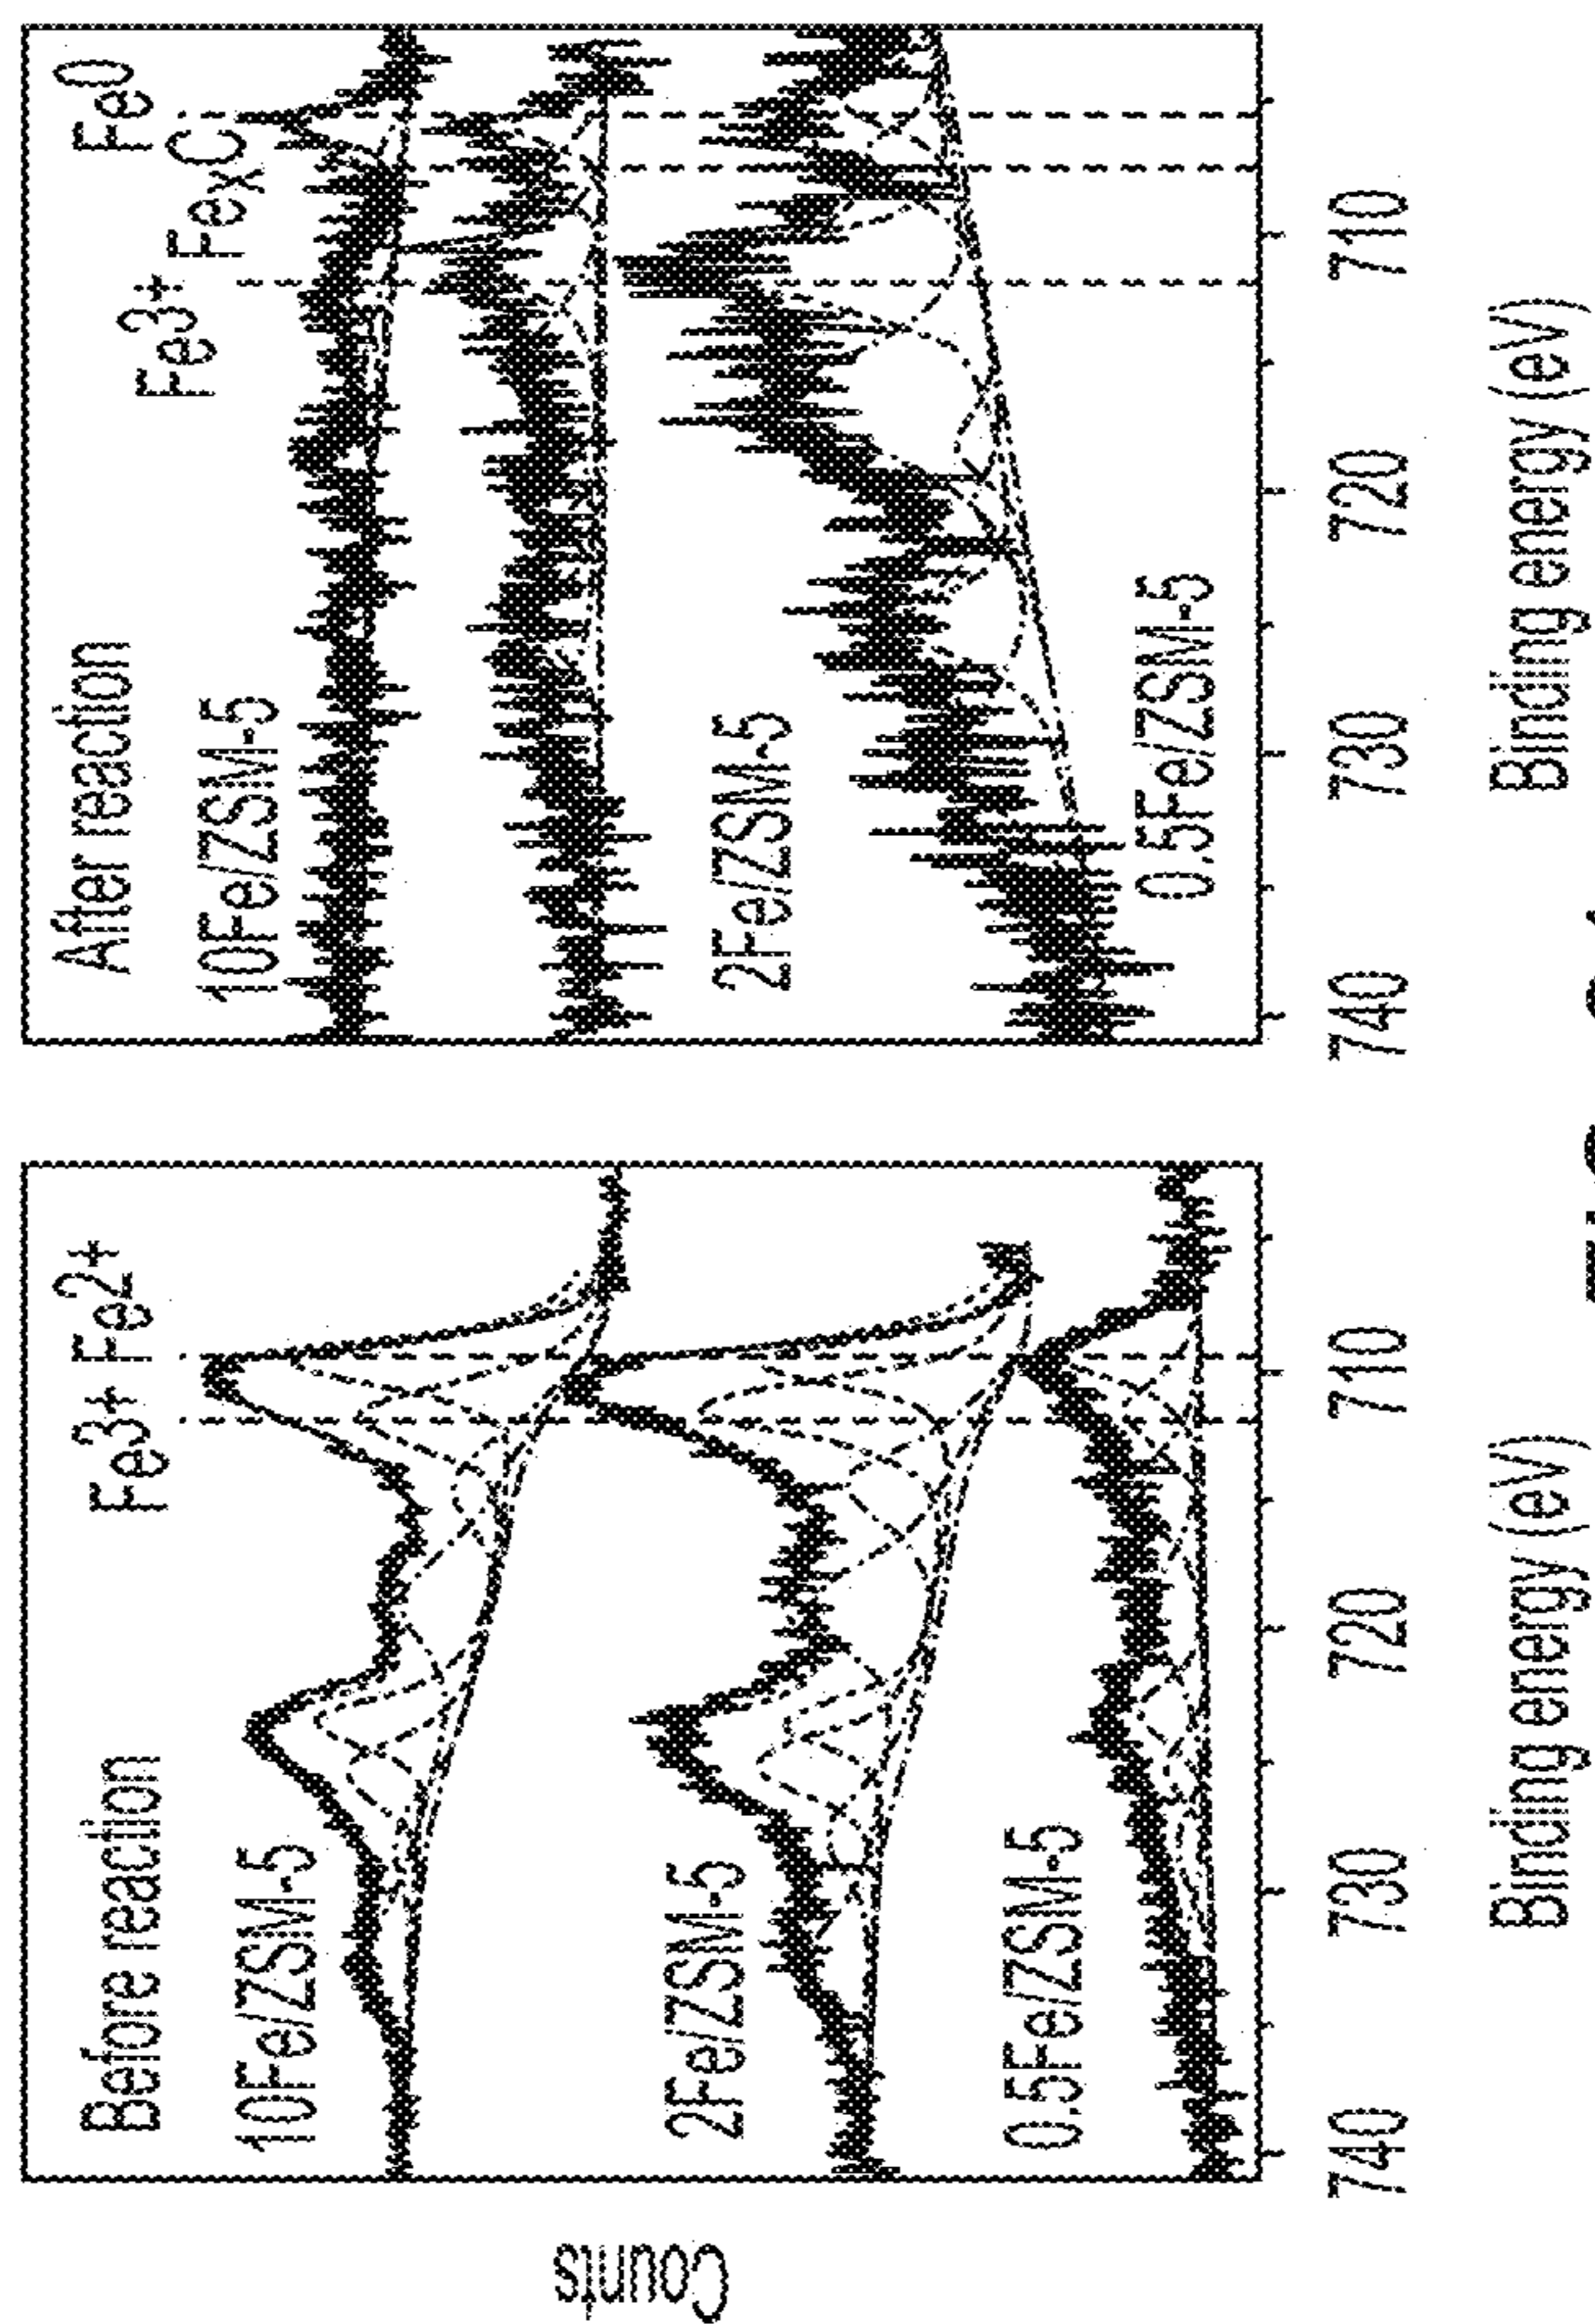 Counts
Before reaction
Fe3+ Fe2+
10Fe/ZSM-5
2Fe/ZSM-5
0.5Fe/ZSM-5
740 730 720 710
Binding energy (eV)
After reaction
Fe3+ FexC Fe0
10Fe/ZSM-5
2Fe/ZSM-5
0.5Fe/ZSM-5
740 730 720 710
Binding energy (eV)